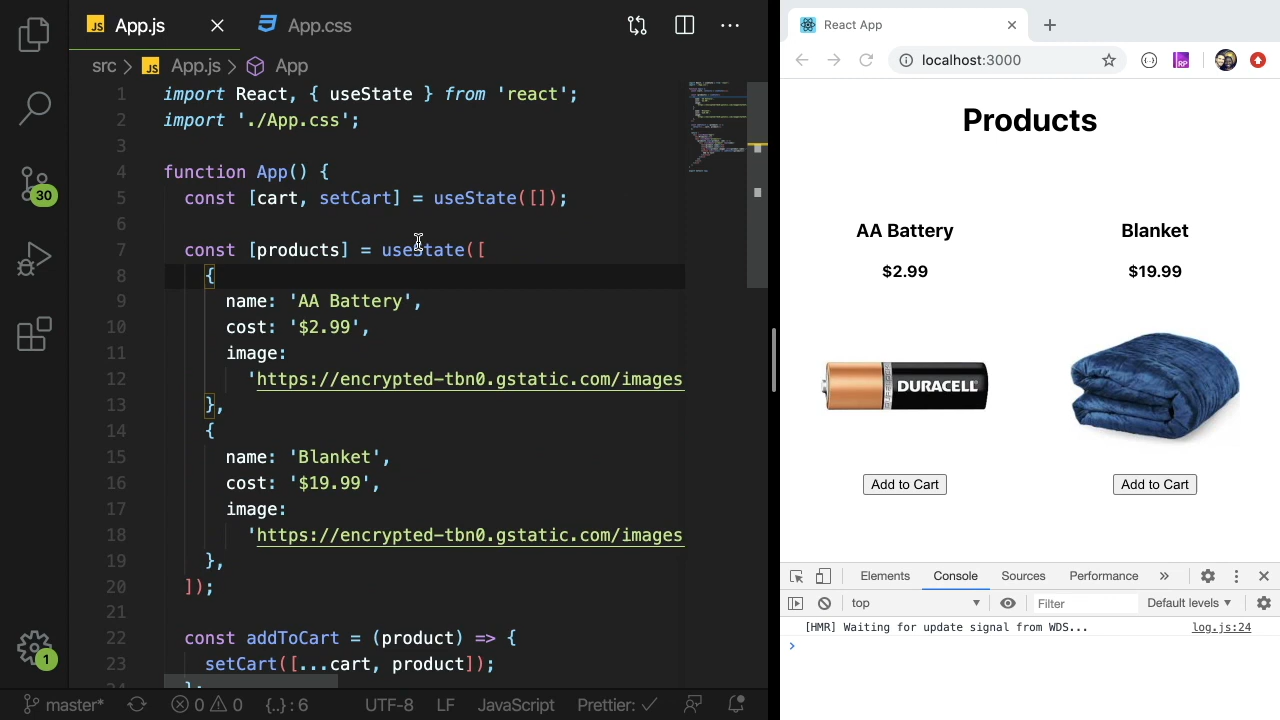 App.js
App.css
src > App.js > App
1 import React, { useState } from 'react';
2 import './App.css';
3
4 function App() {
5 const [cart, setCart] = useState([]);
6
7 const [products] = useState([
8 {
9 name: 'AA Battery',
10 cost: '$2.99',
11 image:
12 'https://encrypted-tbn0.gstatic.com/images
13 },
14 {
15 name: 'Blanket',
16 cost: '$19.99',
17 image:
18 'https://encrypted-tbn0.gstatic.com/images
19 },
20 ]);
21
22 const addToCart = (product) => {
23 setCart([...cart, product]);
24 };
30
1
master* 0 0 {..}: 6 UTF-8 LF JavaScript Prettier: ✓
React App
localhost:3000
RP
Products
AA Battery
$2.99
DURACELL
Add to Cart
Blanket
$19.99
Add to Cart
Elements Console Sources Performance »
top Filter Default levels
[HMR] Waiting for update signal from WDS... log.js:24